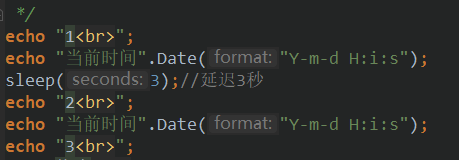 */
echo "1<br>";
echo "当前时间".Date( format: "Y-m-d H:i:s");
sleep( seconds: 3);//延迟3秒
echo "2<br>";
echo "当前时间".Date( format: "Y-m-d H:i:s");
echo "3<br>";